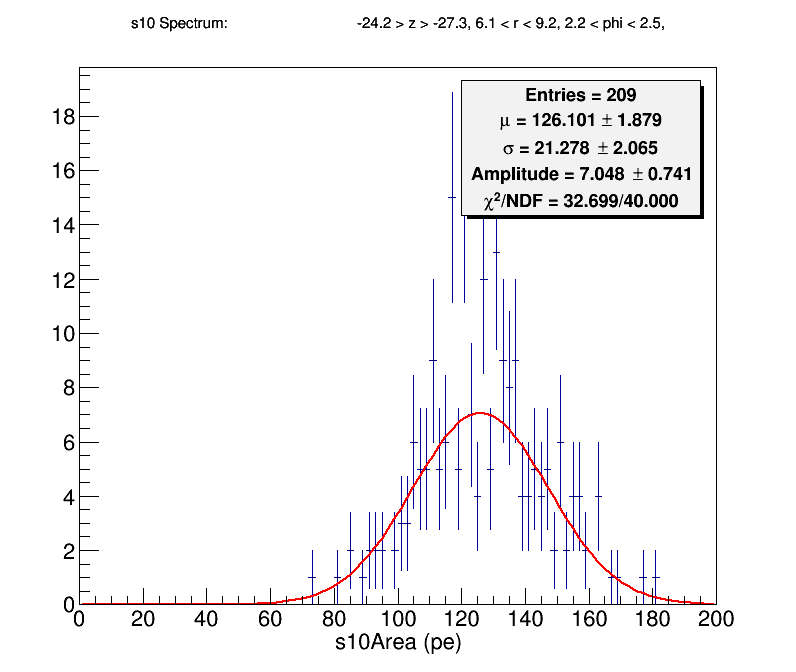 s10 Spectrum: -24.2 > z > -27.3, 6.1 < r < 9.2, 2.2 < phi < 2.5,
Entries = 209
μ = 126.101 ± 1.879
σ = 21.278 ± 2.065
Amplitude = 7.048 ± 0.741
χ²/NDF = 32.699/40.000
18
16
14
12
10
8
6
4
2
0
0 20 40 60 80 100 120 140 160 180 200
s10Area (pe)